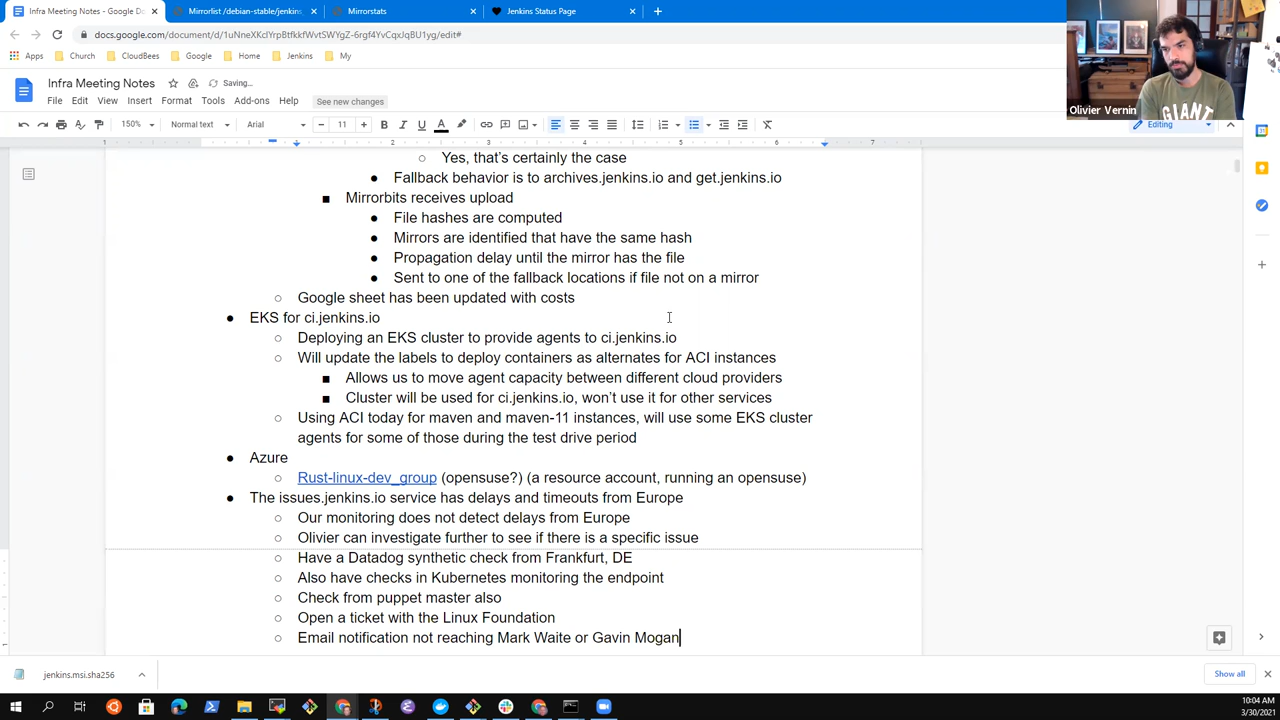 Infra Meeting Notes - Google Do
Mirrorlist /debian-stable/jenkins_
Mirrorstats
Jenkins Status Page
docs.google.com/document/d/1uNneXKclYrpBtfkkfWvtSWYgZ-6rgf4YvCqxJqBU1yg/edit#
Apps
Church
CloudBees
Google
Home
Jenkins
My
Infra Meeting Notes
Saving...
File Edit View Insert Format Tools Add-ons Help See new changes
150% Normal text Arial 11 Editing
1 2 3 4 5 6 7
Yes, that's certainly the case
Fallback behavior is to archives.jenkins.io and get.jenkins.io
Mirrorbits receives upload
File hashes are computed
Mirrors are identified that have the same hash
Propagation delay until the mirror has the file
Sent to one of the fallback locations if file not on a mirror
Google sheet has been updated with costs
EKS for ci.jenkins.io
Deploying an EKS cluster to provide agents to ci.jenkins.io
Will update the labels to deploy containers as alternates for ACI instances
Allows us to move agent capacity between different cloud providers
Cluster will be used for ci.jenkins.io, won't use it for other services
Using ACI today for maven and maven-11 instances, will use some EKS cluster
agents for some of those during the test drive period
Azure
Rust-linux-dev_group (opensuse?) (a resource account, running an opensuse)
The issues.jenkins.io service has delays and timeouts from Europe
Our monitoring does not detect delays from Europe
Olivier can investigate further to see if there is a specific issue
Have a Datadog synthetic check from Frankfurt, DE
Also have checks in Kubernetes monitoring the endpoint
Check from puppet master also
Open a ticket with the Linux Foundation
Email notification not reaching Mark Waite or Gavin Mogan
Olivier Vernin
GIANT
jenkins.msi.sha256
Show all
10:04 AM
3/30/2021